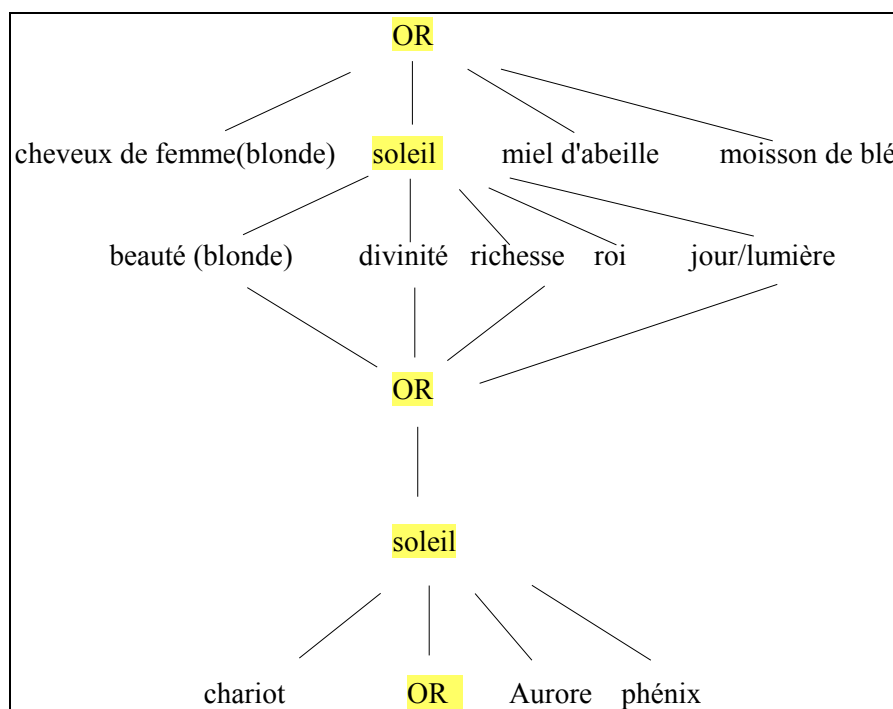 OR
cheveux de femme(blonde) soleil miel d'abeille moisson de blé
beauté (blonde) divinité richesse roi jour/lumière
OR
soleil
chariot OR Aurore phénix